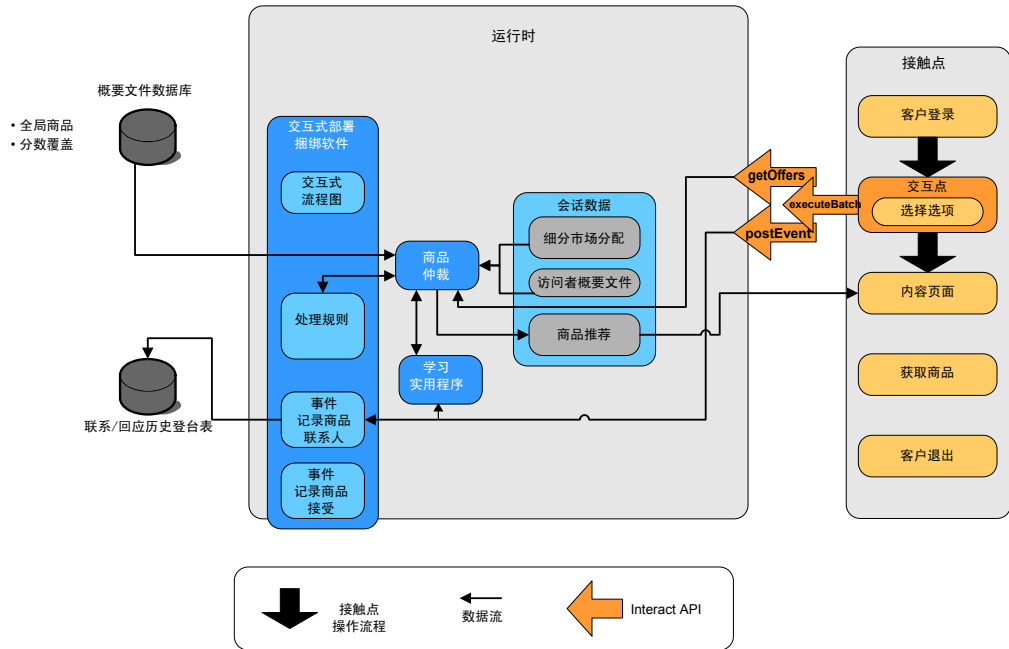 运行时
接触点
概要文件数据库
• 全局商品
• 分数覆盖
交互式部署
捆绑软件
交互式
流程图
处理规则
事件
记录商品
联系人
事件
记录商品
接受
联系/回应历史登台表
商品
仲裁
学习
实用程序
会话数据
细分市场分配
访问者概要文件
商品推荐
getOffers
executeBatch
postEvent
客户登录
交互点
选择选项
内容页面
获取商品
客户退出
接触点
操作流程
数据流
Interact API